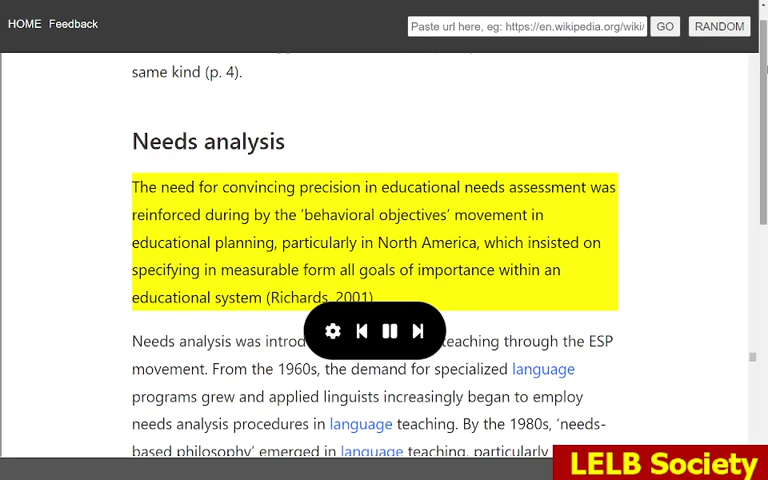 HOME Feedback
Paste url here, eg: https://en.wikipedia.org/wiki/
GO
RANDOM
same kind (p. 4).
Needs analysis
The need for convincing precision in educational needs assessment was
reinforced during by the ‘behavioral objectives’ movement in
educational planning, particularly in North America, which insisted on
specifying in measurable form all goals of importance within an
educational system (Richards, 2001).
Needs analysis was teaching through the ESP
movement. From the 1960s, the demand for specialized language
programs grew and applied linguists increasingly began to employ
needs analysis procedures in language teaching. By the 1980s, ‘needs-
based philosophy’ emerged in language teaching, particularly
LELB Society